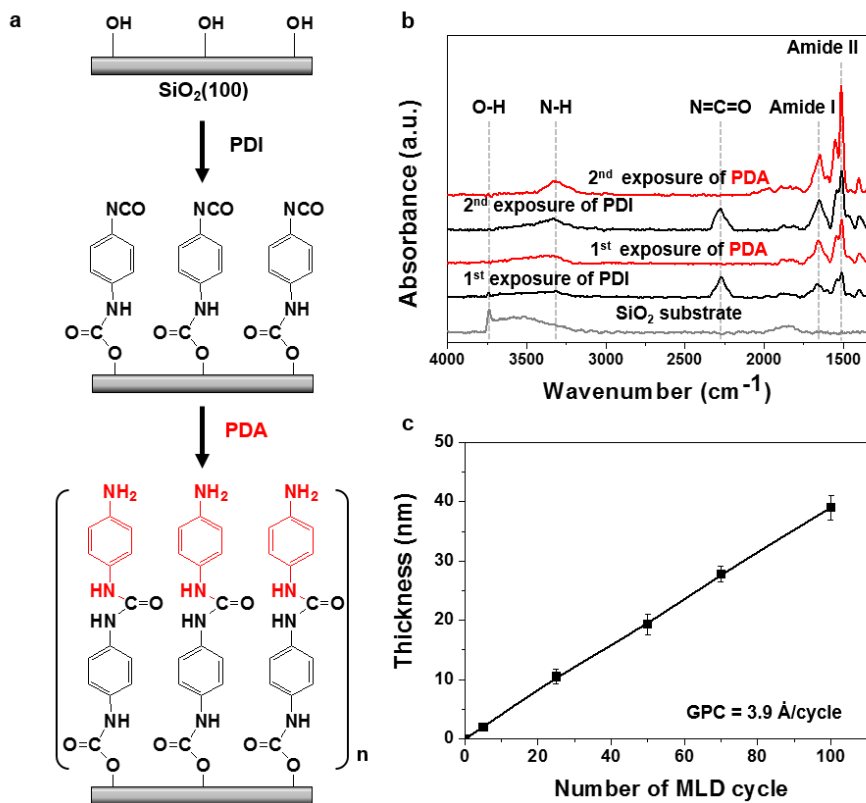 a
OH OH OH
SiO2(100)
PDI
NCO NCO NCO
NH NH NH
O=C O=C O=C
O O O
PDA
NH2 NH2 NH2
HN HN HN
C=O C=O C=O
HN HN HN
NH NH NH
O=C O=C O=C
O O O
n
b
Amide II
O-H N-H N=C=O Amide I
2nd exposure of PDA
2nd exposure of PDI
1st exposure of PDA
1st exposure of PDI
SiO2 substrate
Absorbance (a.u.)
4000 3500 3000 2500 2000 1500
Wavenumber (cm-1)
c
50
40
30
20
10
0
Thickness (nm)
GPC = 3.9 Å/cycle
0 20 40 60 80 100
Number of MLD cycle